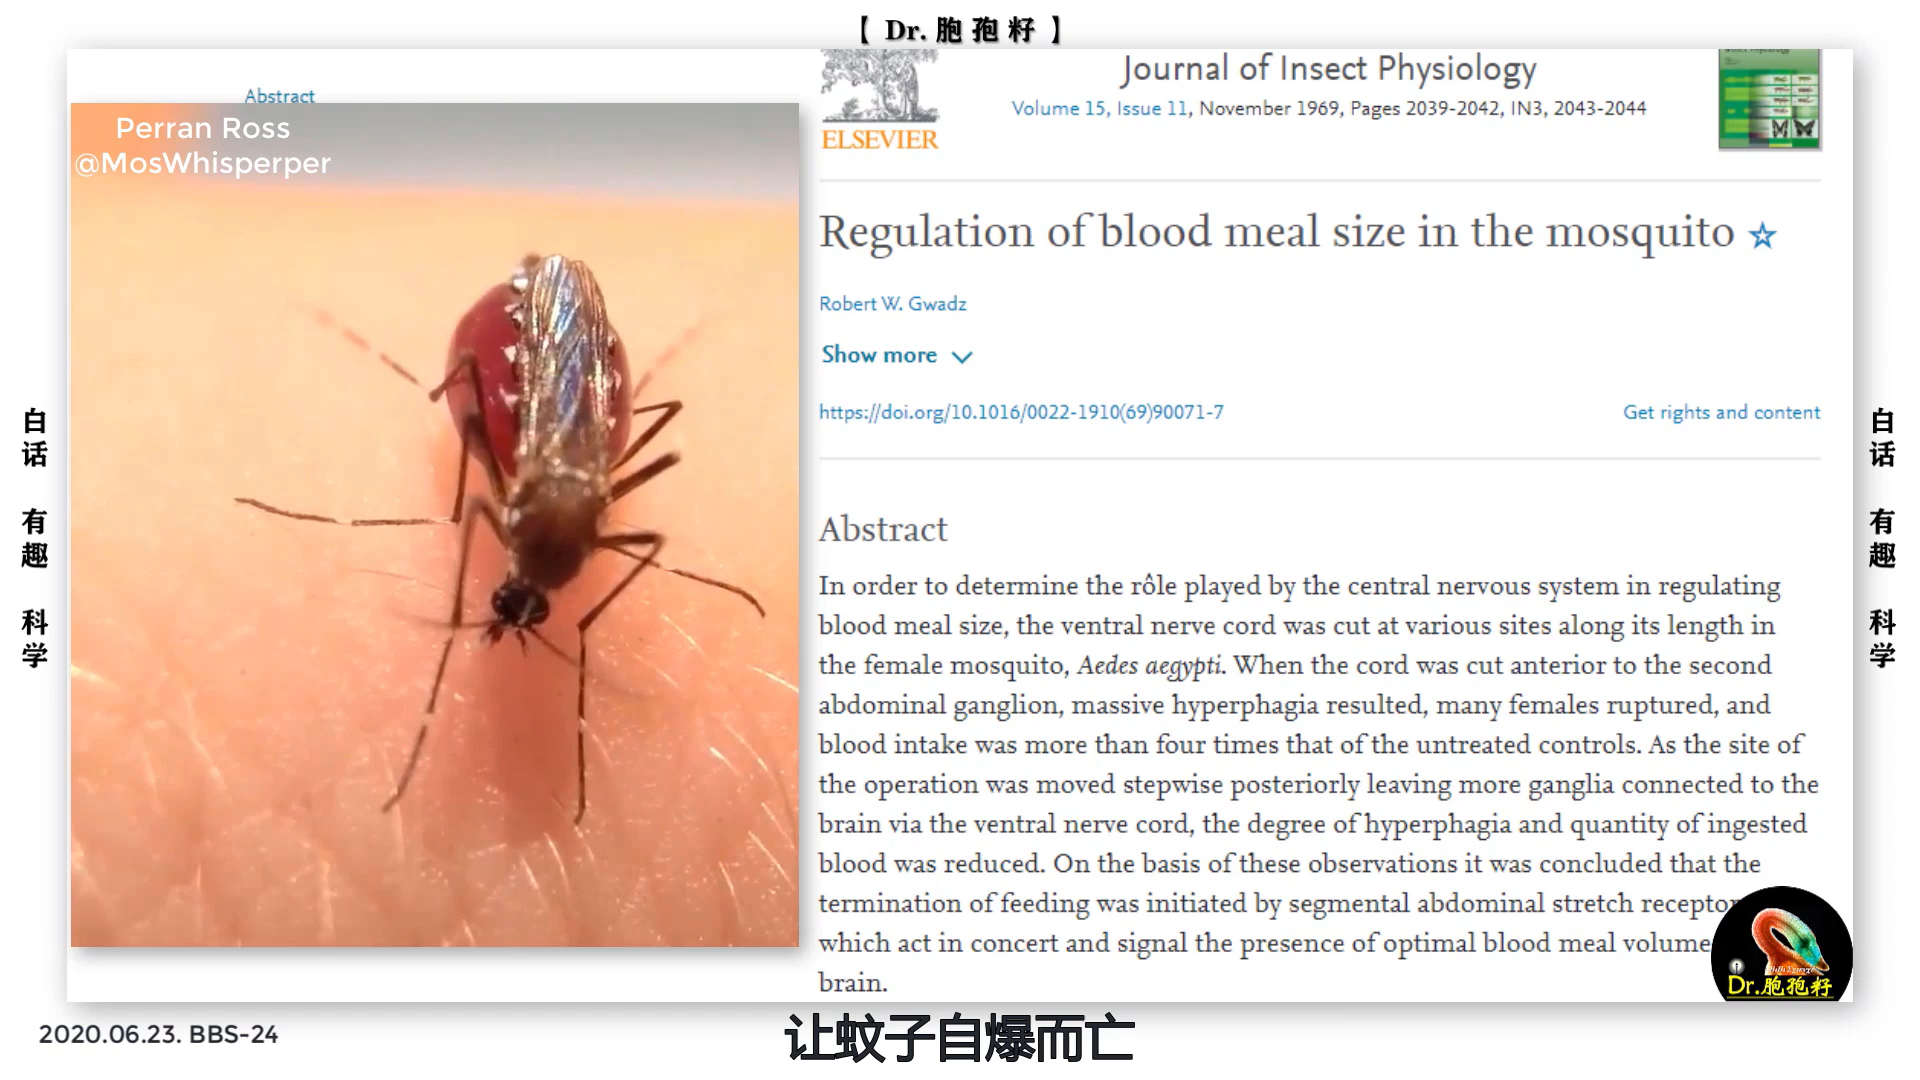 【 Dr. 胞 孢 籽 】
Abstract
Perran Ross
@MosWhisperper
ELSEVIER
Journal of Insect Physiology
Volume 15, Issue 11, November 1969, Pages 2039-2042, IN3, 2043-2044
Regulation of blood meal size in the mosquito
Robert W. Gwadz
Show more
https://doi.org/10.1016/0022-1910(69)90071-7
Get rights and content
Abstract
In order to determine the rôle played by the central nervous system in regulating
blood meal size, the ventral nerve cord was cut at various sites along its length in
the female mosquito, Aedes aegypti. When the cord was cut anterior to the second
abdominal ganglion, massive hyperphagia resulted, many females ruptured, and
blood intake was more than four times that of the untreated controls. As the site of
the operation was moved stepwise posteriorly leaving more ganglia connected to the
brain via the ventral nerve cord, the degree of hyperphagia and quantity of ingested
blood was reduced. On the basis of these observations it was concluded that the
termination of feeding was initiated by segmental abdominal stretch receptor
which act in concert and signal the presence of optimal blood meal volume
brain.
白话 有趣 科学
白话 有趣 科学
Dr.胞孢籽
2020.06.23. BBS-24
让蚊子自爆而亡